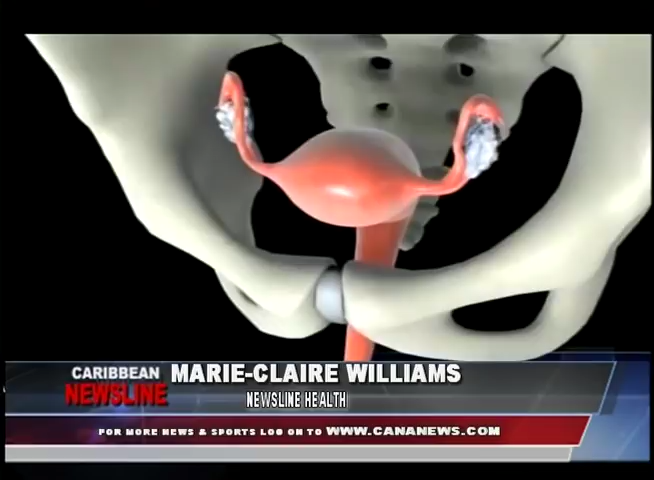 CARIBBEAN
NEWSLINE
MARIE-CLAIRE WILLIAMS
NEWSLINE HEALTH
FOR MORE NEWS & SPORTS LOG ON TO WWW.CANANEWS.COM